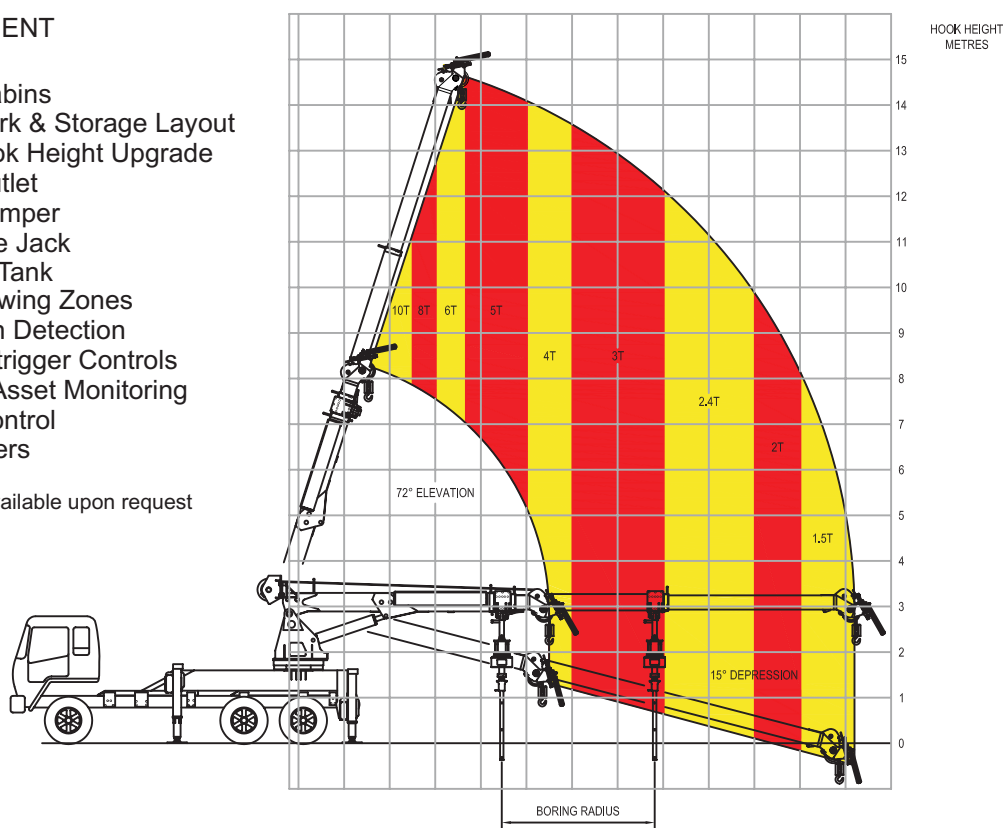 ENT
abins
rk & Storage Layout
ok Height Upgrade
utlet
mper
e Jack
Tank
wing Zones
n Detection
trigger Controls
Asset Monitoring
ontrol
ers
vailable upon request
HOOK HEIGHT
METRES
15
14
13
12
11
10
9
8
7
6
5
4
3
2
1
0
10T
8T
6T
5T
4T
3T
2.4T
2T
1.5T
72° ELEVATION
15° DEPRESSION
BORING RADIUS